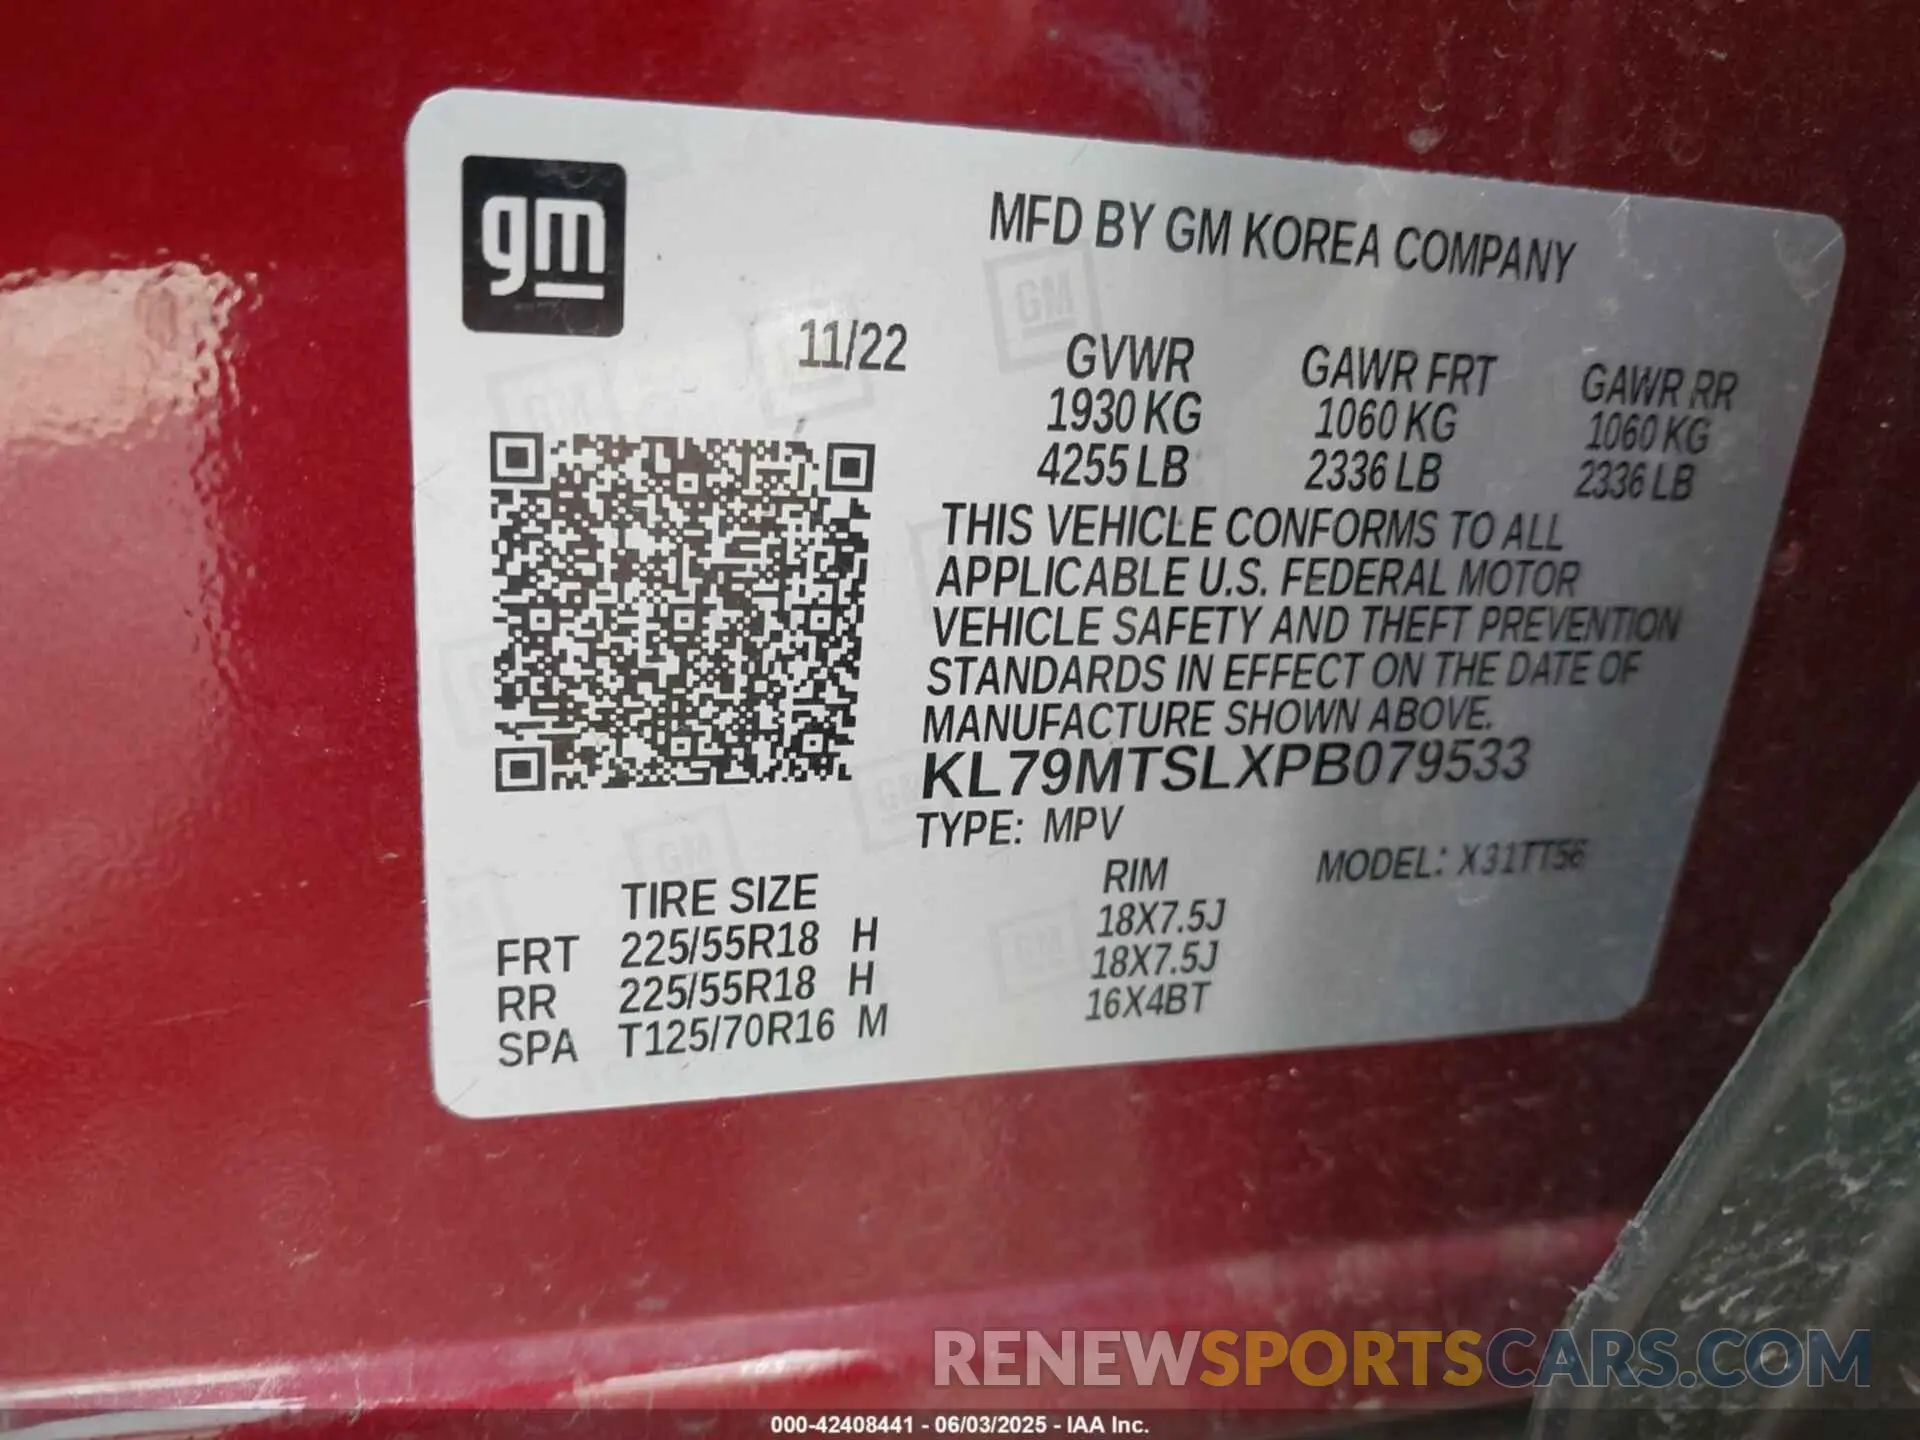 gm
MFD BY GM KOREA COMPANY
11/22
GVWR GAWR FRT GAWR RR
1930 KG 1060 KG 1060 KG
4255 LB 2336 LB 2336 LB
THIS VEHICLE CONFORMS TO ALL
APPLICABLE U.S. FEDERAL MOTOR
VEHICLE SAFETY AND THEFT PREVENTION
STANDARDS IN EFFECT ON THE DATE OF
MANUFACTURE SHOWN ABOVE.
KL79MTSLXPB079533
TYPE: MPV
MODEL: X31TT56
TIRE SIZE RIM
FRT 225/55R18 H 18X7.5J
RR 225/55R18 H 18X7.5J
SPA T125/70R16 M 16X4BT
RENEWSPORTSCARS.COM
000-42408441 - 06/03/2025 - IAA Inc.